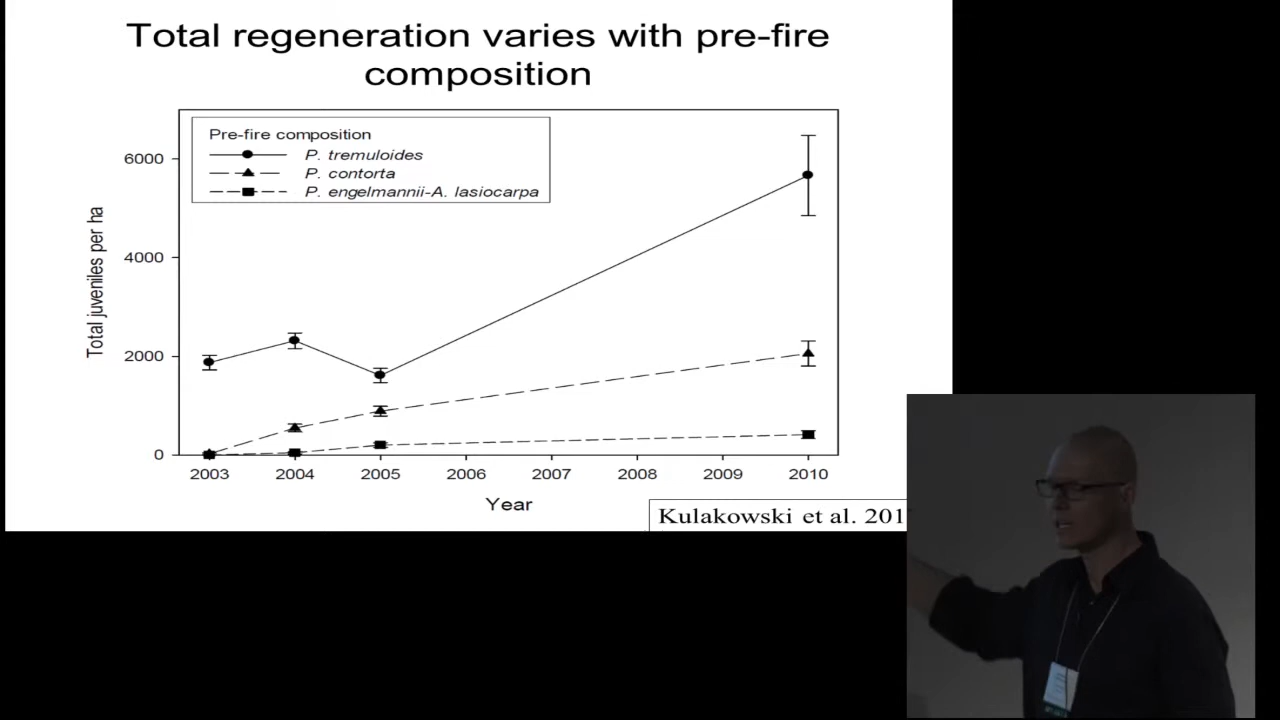 Total regeneration varies with pre-fire
composition
Pre-fire composition
P. tremuloides
P. contorta
P. engelmannii-A. lasiocarpa
Total juveniles per ha
6000
4000
2000
0
2003 2004 2005 2006 2007 2008 2009 2010
Year
Kulakowski et al. 201